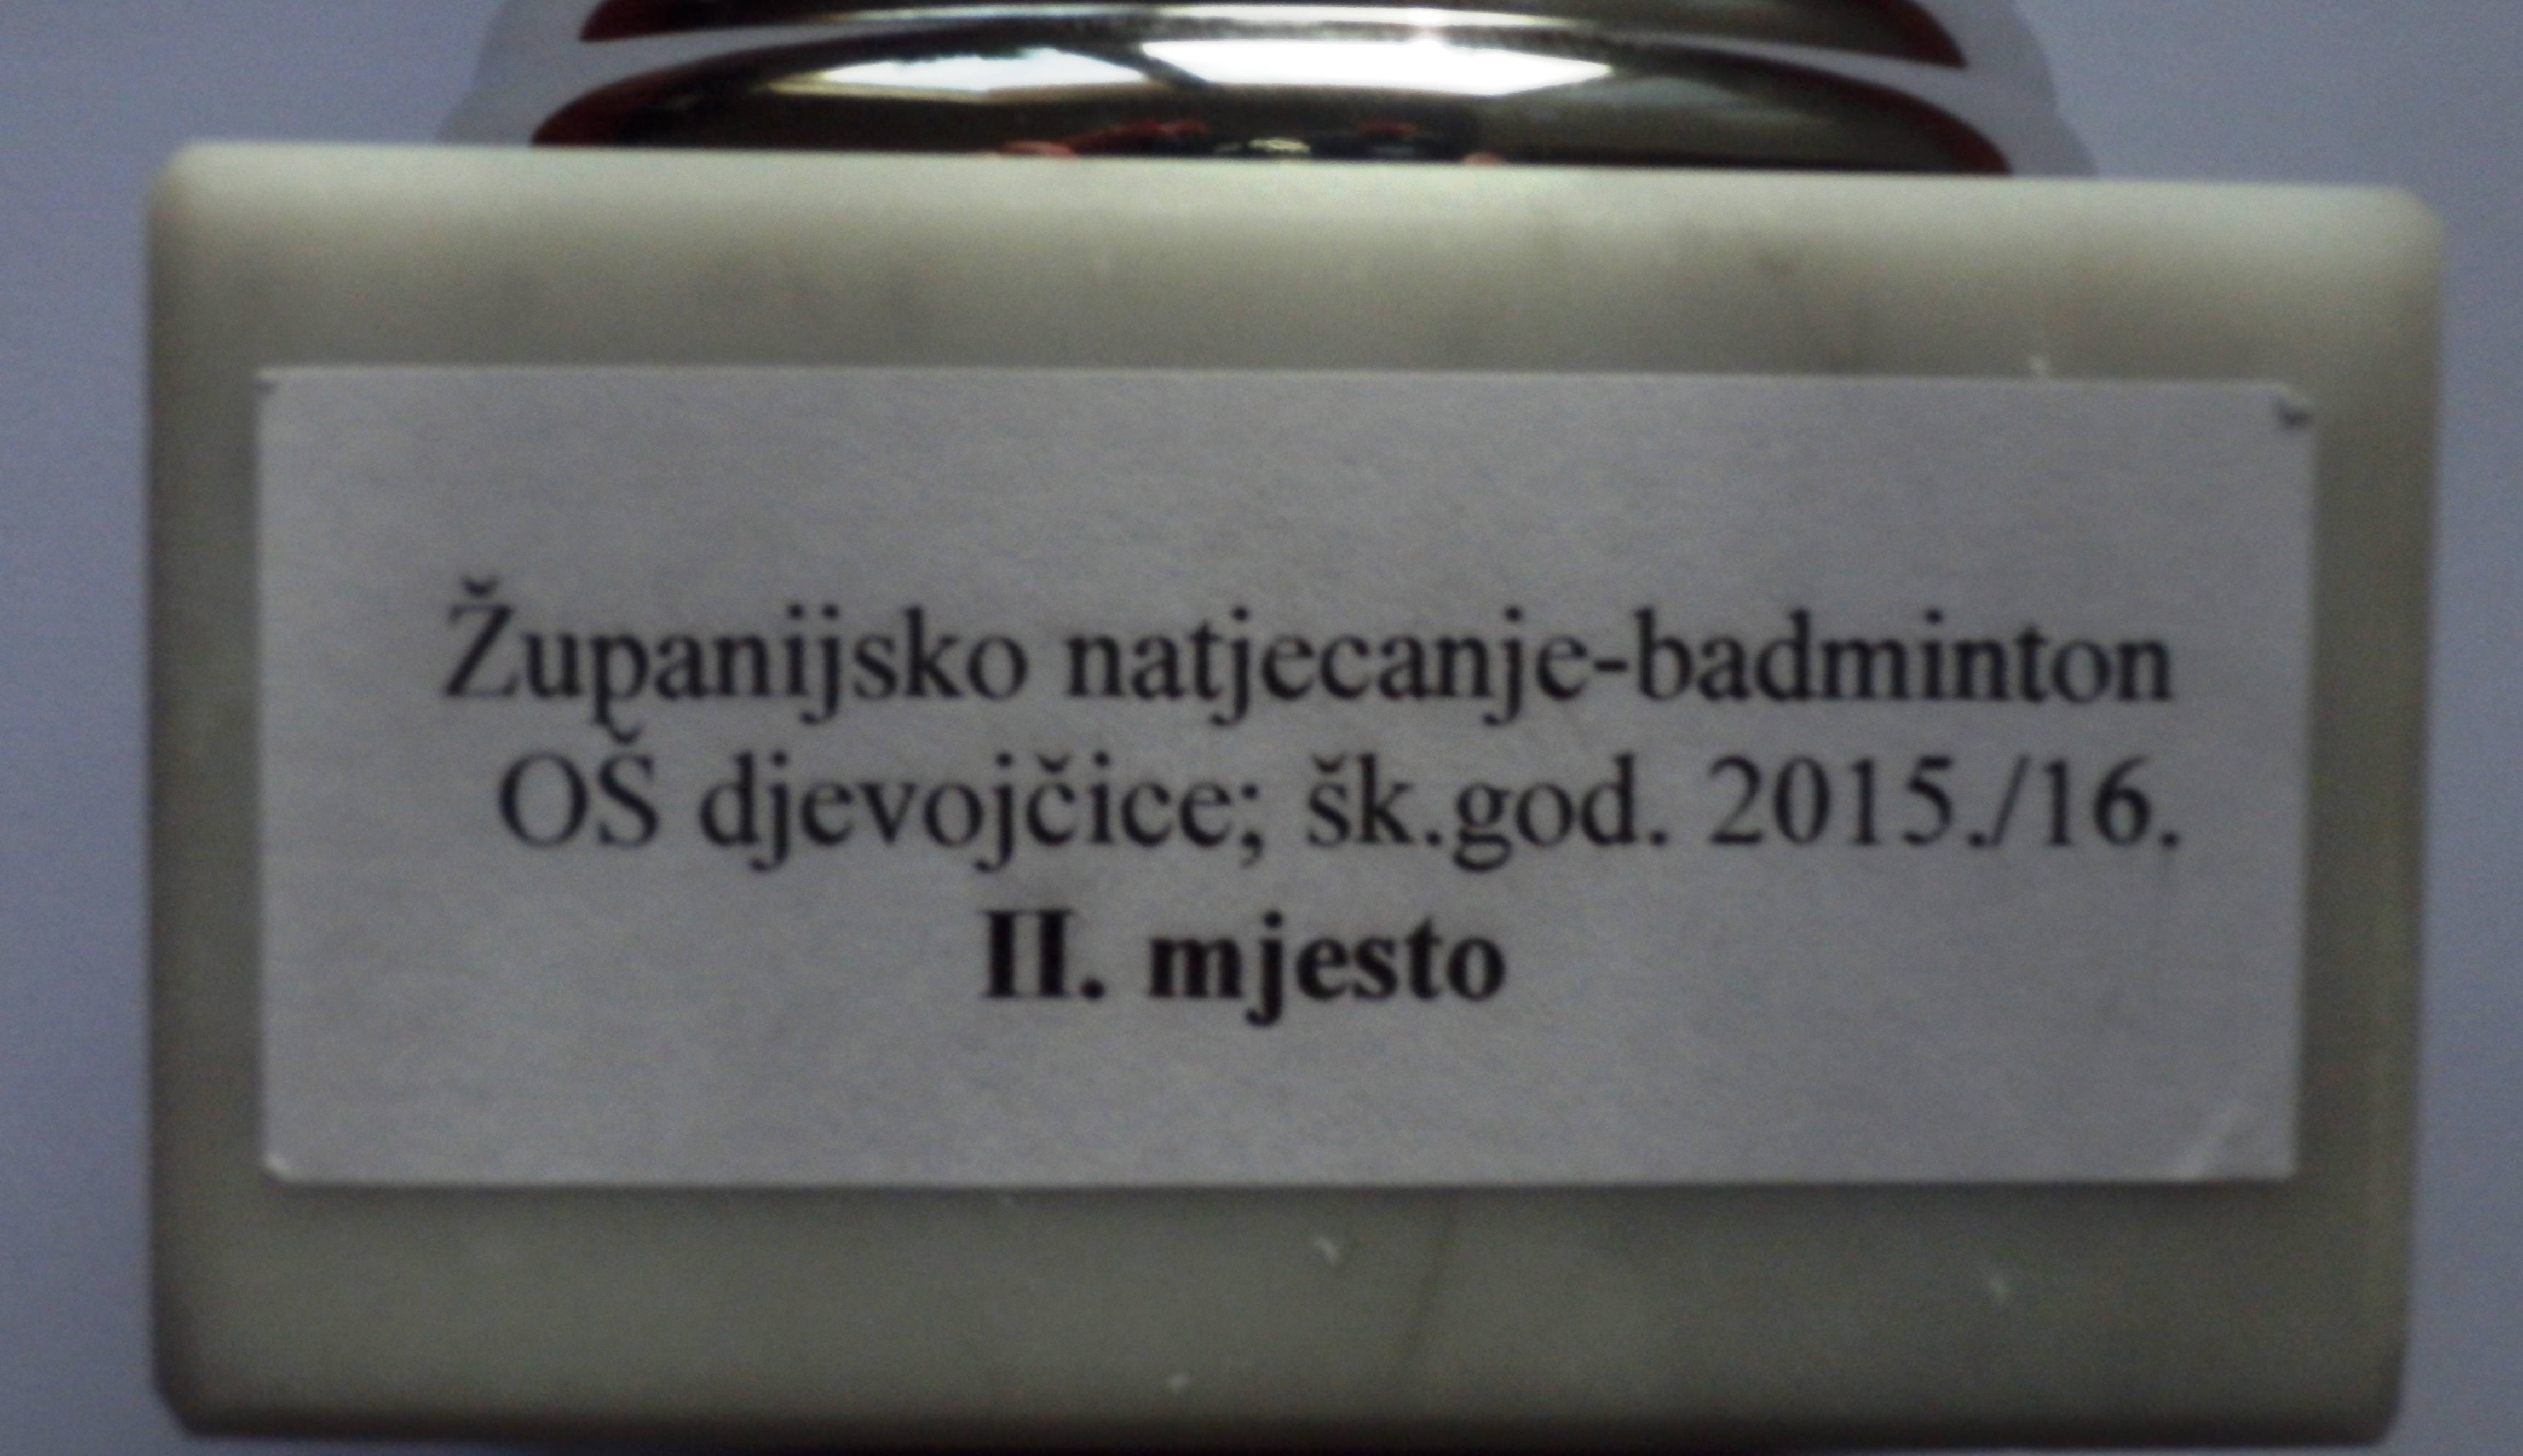 Županijsko natjecanje-badminton
OŠ djevojčice; šk.god. 2015./16.
II. mjesto